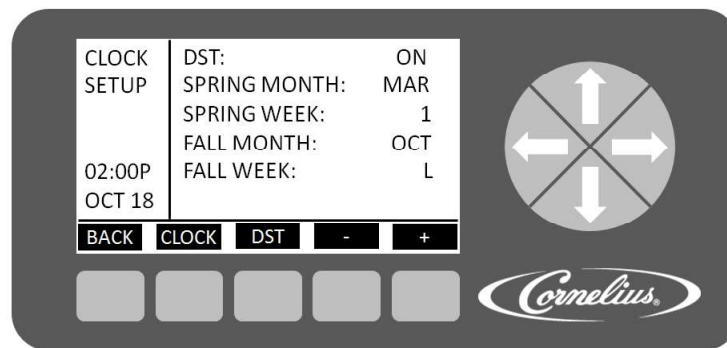 CLOCK SETUP
DST: ON
SPRING MONTH: MAR
SPRING WEEK: 1
FALL MONTH: OCT
FALL WEEK: L
02:00P
OCT 18
BACK CLOCK DST - +
Cornelius.